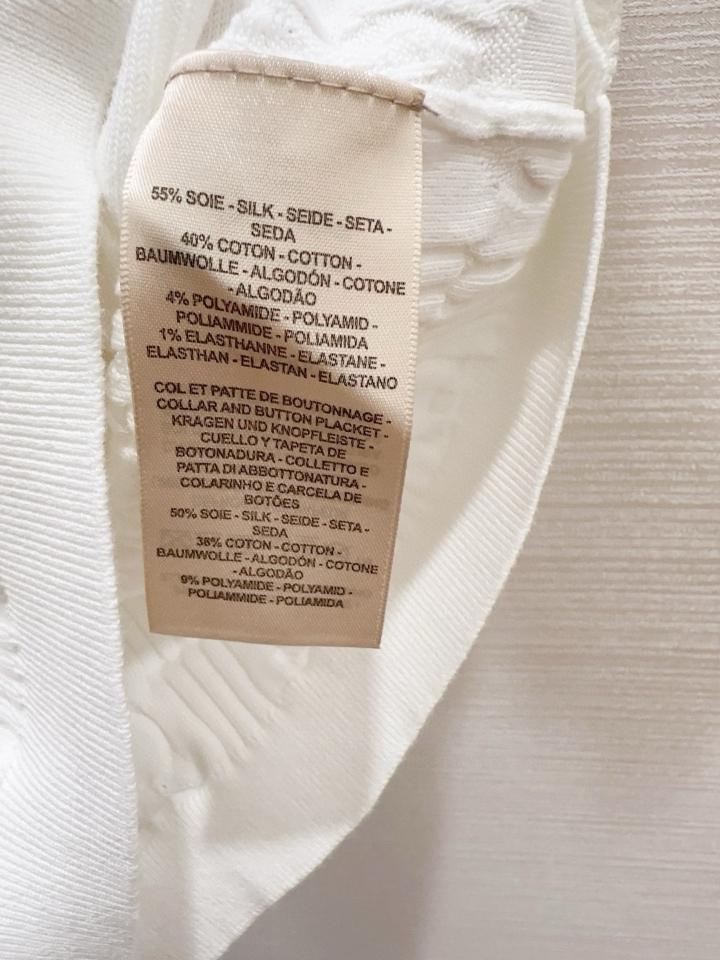 55% SOIE - SILK - SEIDE - SETA -
SEDA
40% COTON - COTTON -
BAUMWOLLE - ALGODÓN - COTONE
- ALGODÃO
4% POLYAMIDE - POLYAMID -
POLIAMMIDE - POLIAMIDA
1% ELASTHANNE - ELASTANE -
ELASTHAN - ELASTAN - ELASTANO
COL ET PATTE DE BOUTONNAGE -
COLLAR AND BUTTON PLACKET -
KRAGEN UND KNOPFLEISTE -
CUELLO Y TAPETA DE
BOTONADURA - COLLETTO E
PATTA DI ABBOTTONATURA -
COLARINHO E CARCELA DE
BOTÕES
50% SOIE - SILK - SEIDE - SETA -
SEDA
36% COTON - COTTON -
BAUMWOLLE - ALGODÓN - COTONE
- ALGODÃO
9% POLYAMIDE - POLYAMID -
POLIAMMIDE - POLIAMIDA